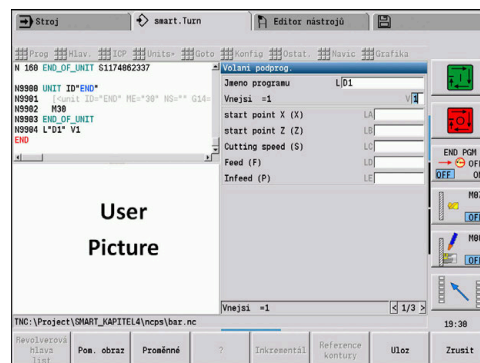 Stroj
smart.Turn
Editor nástrojů
Prog Hlav. ICP Units▸ Goto Konfig Ostat. Navic Grafika
N 160 END_OF_UNIT S1174862337
N9900 UNIT ID"END"
N9901 [<unit ID="END" ME="30" NS="" G14=
N9902 M30
N9903 END_OF_UNIT
N9904 L"D1" V1
END
User
Picture
Volani podprog.
Jmeno programu L D1
Vnejsi =1 V 1
start point X (X) LA
start point Z (Z) LB
Cutting speed (S) LC
Feed (F) LD
Infeed (P) LE
Vnejsi =1
< 1/3 >
TNC:\Project\SMART_KAPITEL4\ncps\bar.nc
END PGM
OFF
OFF
OFF
OFF
19:30
Revolverová hlava list
Pom. obraz
Proměnné
?
Inkrementál
Reference kontury
Uloz
Zrusit